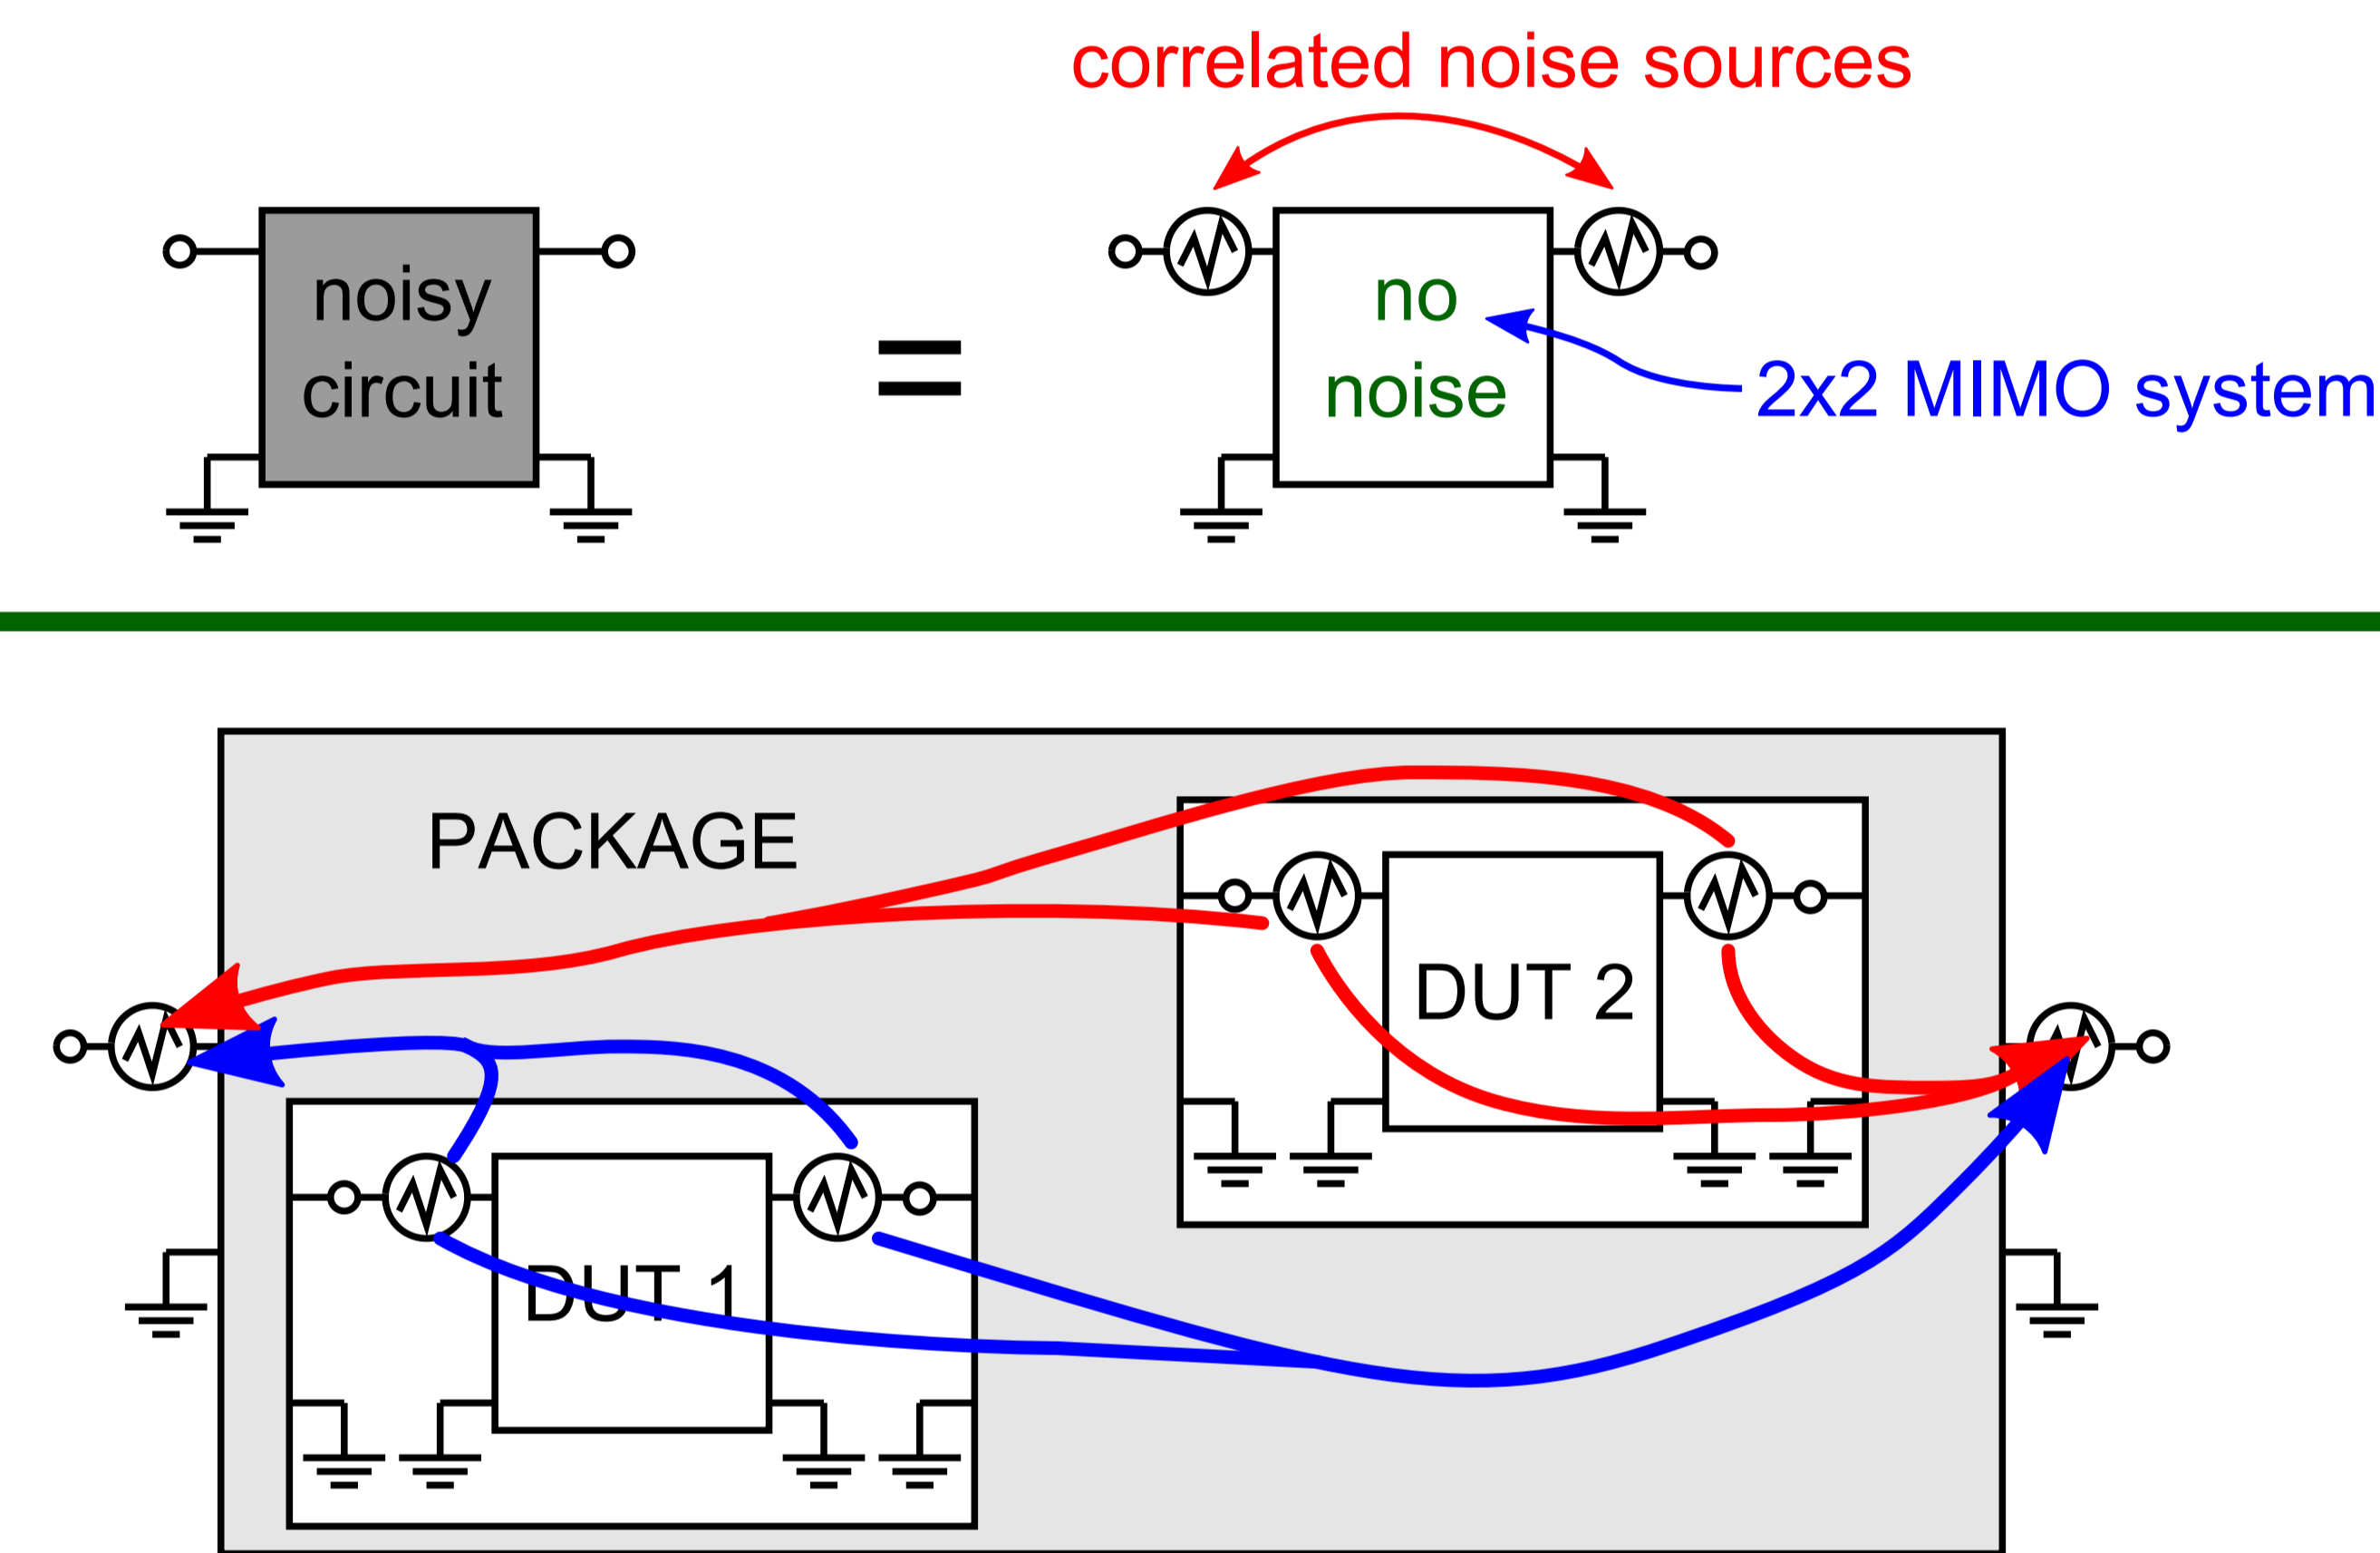 correlated noise sources
noisy
circuit
=
no
noise
2x2 MIMO system
PACKAGE
DUT 2
DUT 1